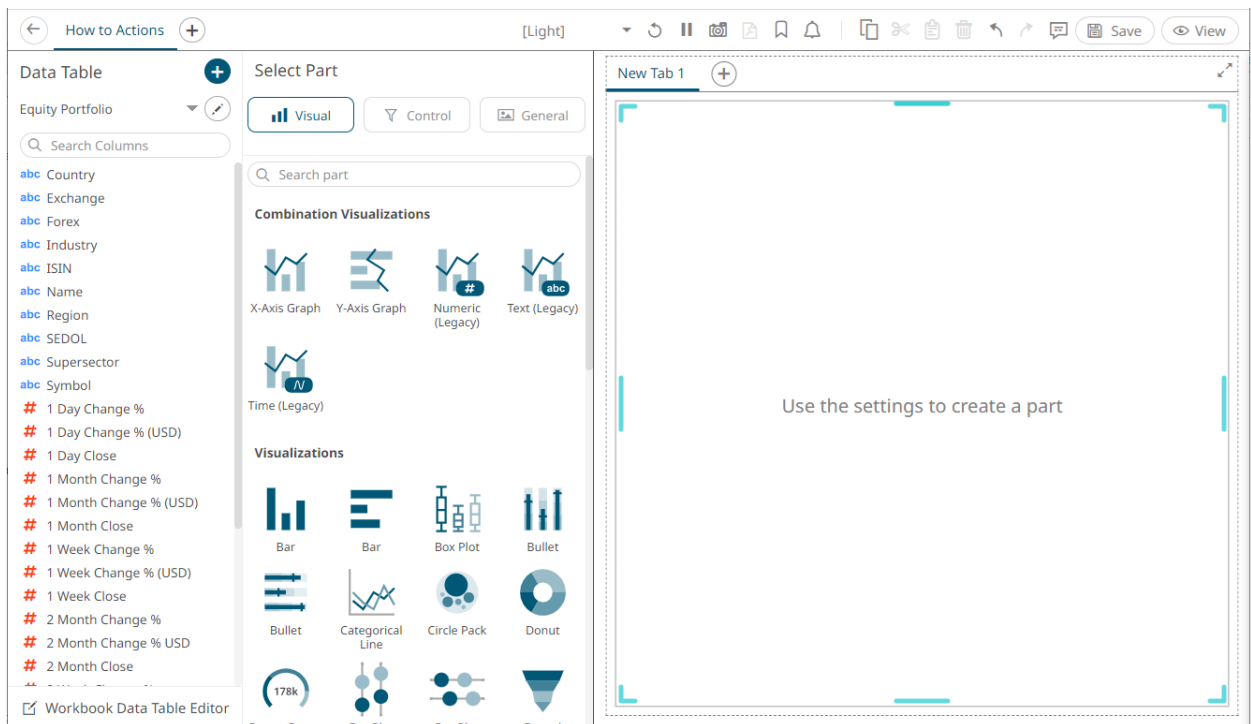 How to Actions
[Light]
Save
View
Data Table
Equity Portfolio
Search Columns
abc Country
abc Exchange
abc Forex
abc Industry
abc ISIN
abc Name
abc Region
abc SEDOL
abc Supersector
abc Symbol
# 1 Day Change %
# 1 Day Change % (USD)
# 1 Day Close
# 1 Month Change %
# 1 Month Change % (USD)
# 1 Month Close
# 1 Week Change %
# 1 Week Change % (USD)
# 1 Week Close
# 2 Month Change %
# 2 Month Change % USD
# 2 Month Close
Workbook Data Table Editor
Select Part
Visual
Control
General
Search part
Combination Visualizations
#
abc
X-Axis Graph
Y-Axis Graph
Numeric
(Legacy)
Text (Legacy)
Time (Legacy)
Visualizations
Bar
Bar
Box Plot
Bullet
Bullet
Categorical
Line
Circle Pack
Donut
178k
New Tab 1
Use the settings to create a part